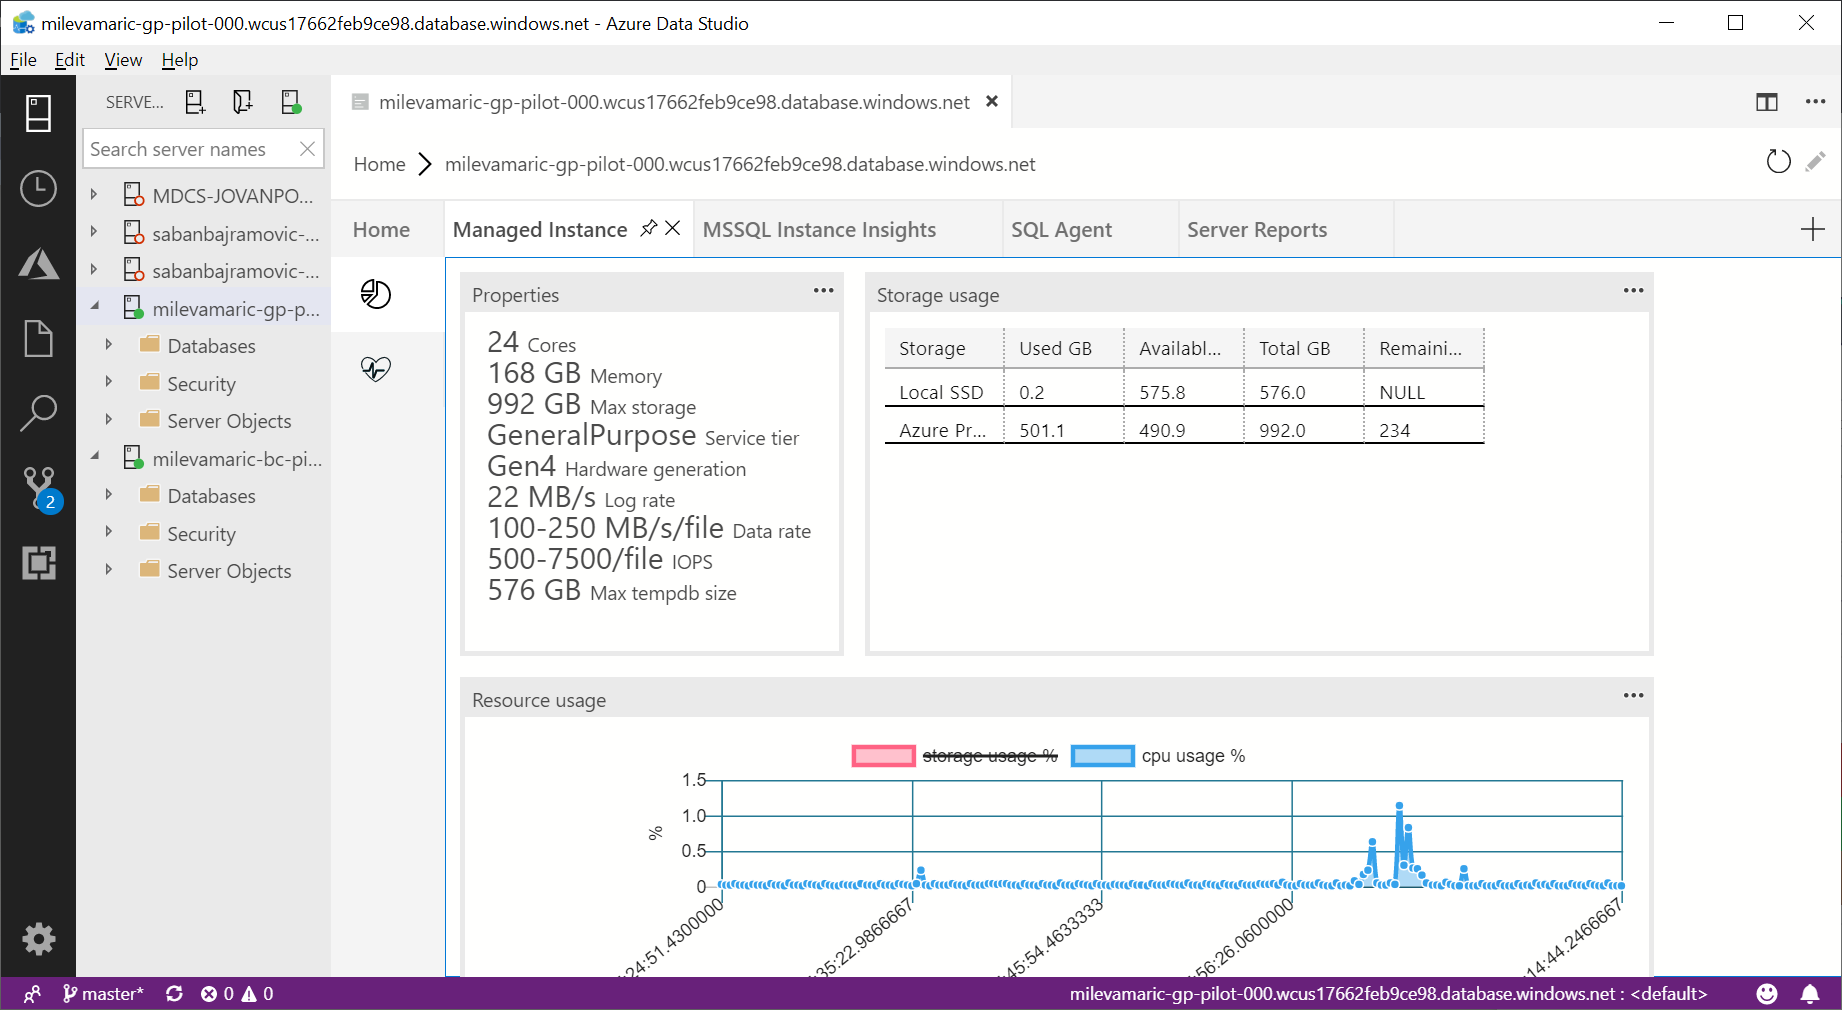 milevamaric-gp-pilot-000.wcus17662feb9ce98.database.windows.net - Azure Data Studio
File Edit View Help
SERVE...
milevamaric-gp-pilot-000.wcus17662feb9ce98.database.windows.net
Search server names
Home milevamaric-gp-pilot-000.wcus17662feb9ce98.database.windows.net
MDCS-JOVANPO...
sabanbajramovic-...
sabanbajramovic-...
milevamaric-gp-p...
Databases
Security
Server Objects
milevamaric-bc-pi...
Databases
Security
Server Objects
2
Home Managed Instance MSSQL Instance Insights SQL Agent Server Reports
Properties
24 Cores
168 GB Memory
992 GB Max storage
GeneralPurpose Service tier
Gen4 Hardware generation
22 MB/s Log rate
100-250 MB/s/file Data rate
500-7500/file IOPS
576 GB Max tempdb size
Storage usage
Storage Used GB Availabl... Total GB Remaini...
Local SSD 0.2 575.8 576.0 NULL
Azure Pr... 501.1 490.9 992.0 234
Resource usage
storage usage % cpu usage %
1.5
1.0
%
0.5
0
:24:51.4300000
:35:22.9866667
:45:54.4633333
:56:26.0600000
:14:44.2466667
master* 0 0
milevamaric-gp-pilot-000.wcus17662feb9ce98.database.windows.net : <default>